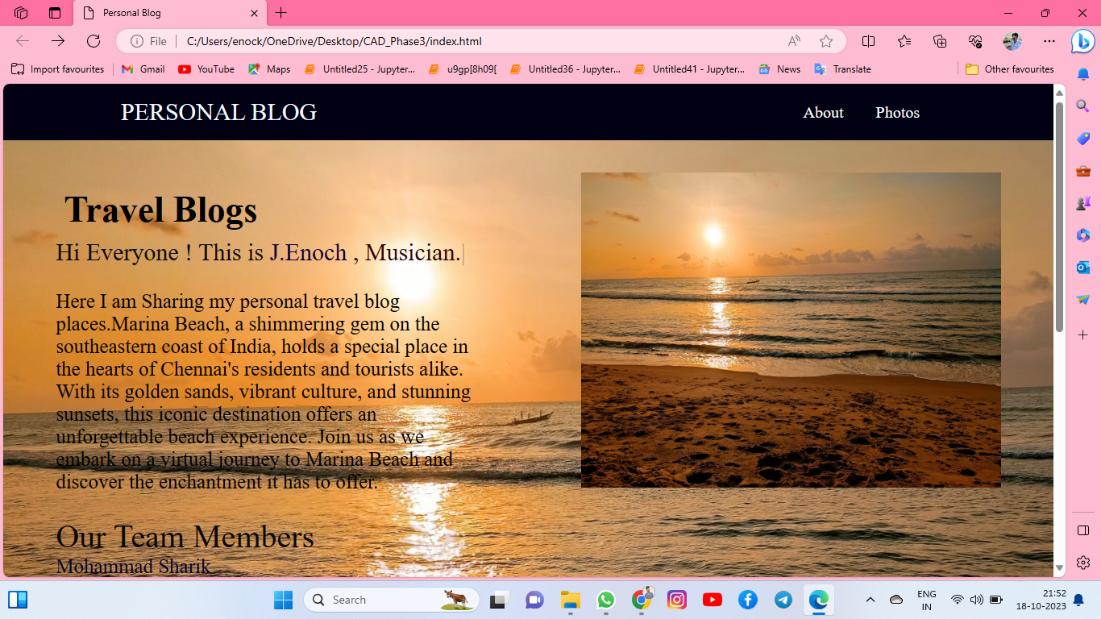 Personal Blog
File
C:/Users/enock/OneDrive/Desktop/CAD_Phase3/index.html
Import favourites
Gmail
YouTube
Maps
Untitled25 - Jupyter...
u9gp[8h09[
Untitled36 - Jupyter...
Untitled41 - Jupyter...
News
Translate
Other favourites
PERSONAL BLOG
About
Photos
Travel Blogs
Hi Everyone ! This is J.Enoch , Musician.
Here I am Sharing my personal travel blog
places.Marina Beach, a shimmering gem on the
southeastern coast of India, holds a special place in
the hearts of Chennai's residents and tourists alike.
With its golden sands, vibrant culture, and stunning
sunsets, this iconic destination offers an
unforgettable beach experience. Join us as we
embark on a virtual journey to Marina Beach and
discover the enchantment it has to offer.
Our Team Members
Mohammad Sharik
Search
ENG
IN
21:52
18-10-2023